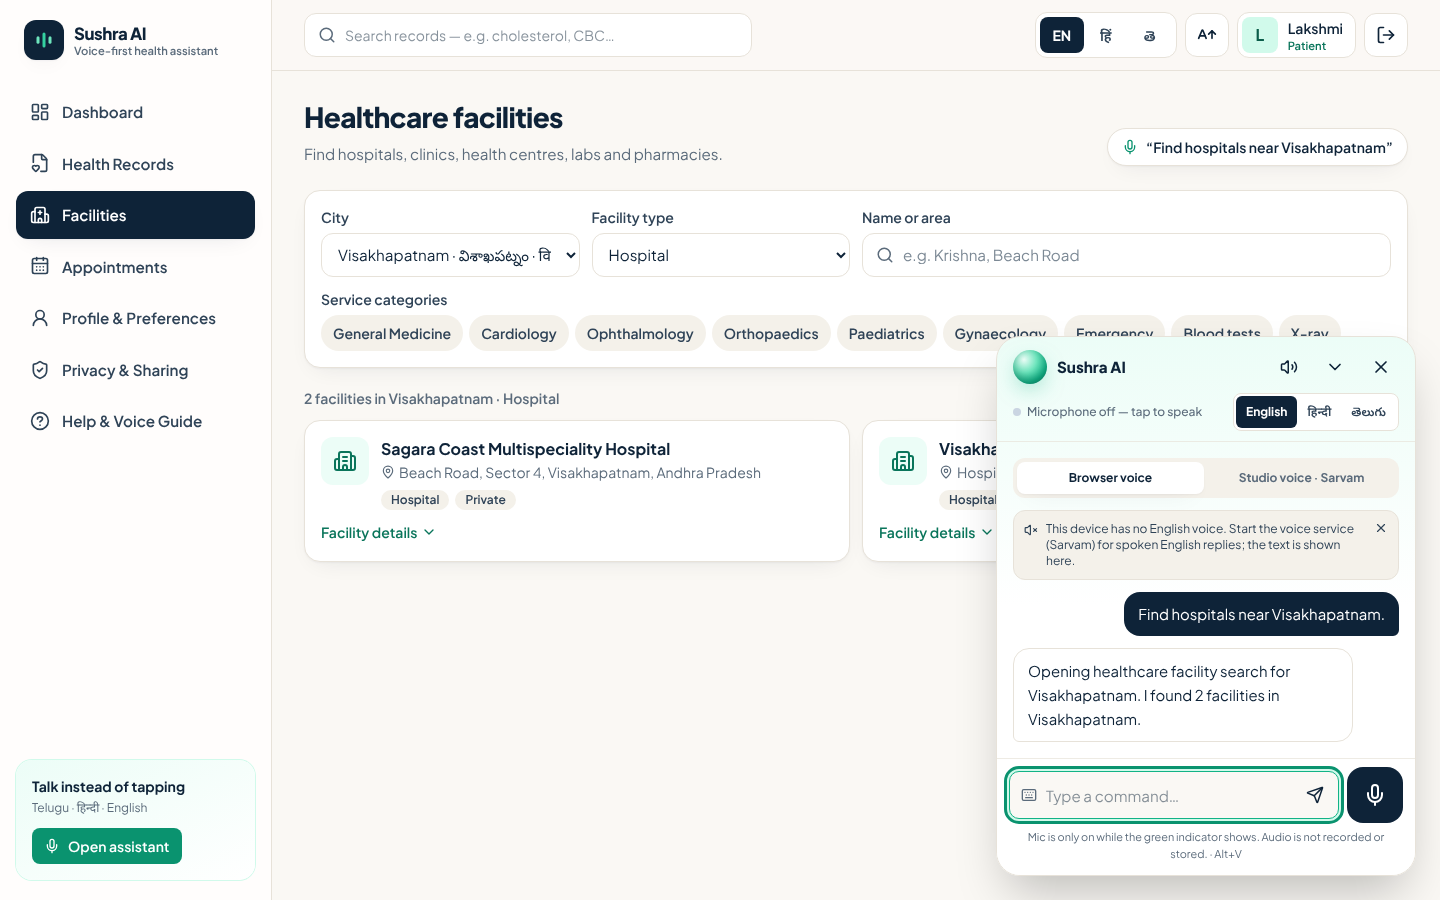 Sushra AI
Voice-first health assistant
Dashboard
Health Records
Facilities
Appointments
Profile & Preferences
Privacy & Sharing
Help & Voice Guide
Talk instead of tapping
Telugu · हिन्दी · English
Open assistant
Search records — e.g. cholesterol, CBC...
EN
हिं
తె
A
L
Lakshmi
Patient
Healthcare facilities
Find hospitals, clinics, health centres, labs and pharmacies.
“Find hospitals near Visakhapatnam”
City
Facility type
Name or area
Visakhapatnam · విశాఖపట్నం · वि
Hospital
e.g. Krishna, Beach Road
Service categories
General Medicine
Cardiology
Ophthalmology
Orthopaedics
Paediatrics
Gynaecology
Emergency
Blood tests
X-ray
2 facilities in Visakhapatnam · Hospital
Sagara Coast Multispeciality Hospital
Beach Road, Sector 4, Visakhapatnam, Andhra Pradesh
Hospital
Private
Facility details
Visakha
Hospi
Hospital
Facility details
Sushra AI
Microphone off — tap to speak
English
हिन्दी
తెలుగు
Browser voice
Studio voice · Sarvam
This device has no English voice. Start the voice service
(Sarvam) for spoken English replies; the text is shown
here.
Find hospitals near Visakhapatnam.
Opening healthcare facility search for
Visakhapatnam. I found 2 facilities in
Visakhapatnam.
Type a command...
Mic is only on while the green indicator shows. Audio is not recorded or
stored. · Alt+V